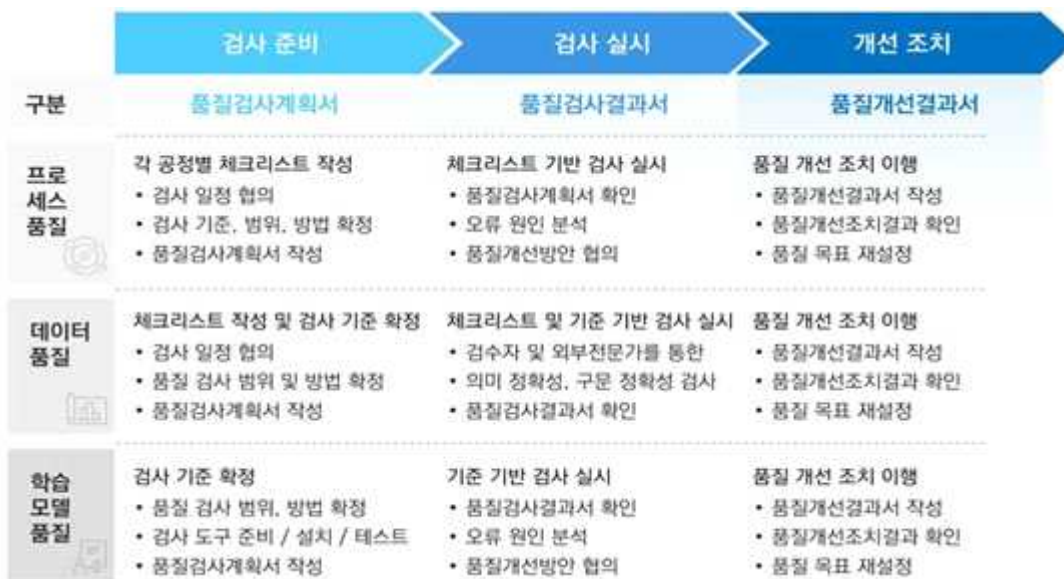 검사 준비
검사 실시
개선 조치
구분
품질검사계획서
품질검사결과서
품질개선결과서
프로
세스
품질
각 공정별 체크리스트 작성
• 검사 일정 협의
• 검사 기준, 범위, 방법 확정
• 품질검사계획서 작성
체크리스트 기반 검사 실시
• 품질검사계획서 확인
• 오류 원인 분석
• 품질개선방안 협의
품질 개선 조치 이행
• 품질개선결과서 작성
• 품질개선조치결과 확인
• 품질 목표 재설정
데이터
품질
체크리스트 작성 및 검사 기준 확정
• 검사 일정 협의
• 품질 검사 범위 및 방법 확정
• 품질검사계획서 작성
체크리스트 및 기준 기반 검사 실시
• 검수자 및 외부전문가를 통한
• 의미 정확성, 구문 정확성 검사
• 품질검사결과서 확인
품질 개선 조치 이행
• 품질개선결과서 작성
• 품질개선조치결과 확인
• 품질 목표 재설정
학습
모델
품질
검사 기준 확정
• 품질 검사 범위, 방법 확정
• 검사 도구 준비 / 설치 / 테스트
• 품질검사계획서 작성
기준 기반 검사 실시
• 품질검사결과서 확인
• 오류 원인 분석
• 품질개선방안 협의
품질 개선 조치 이행
• 품질개선결과서 작성
• 품질개선조치결과 확인
• 품질 목표 재설정